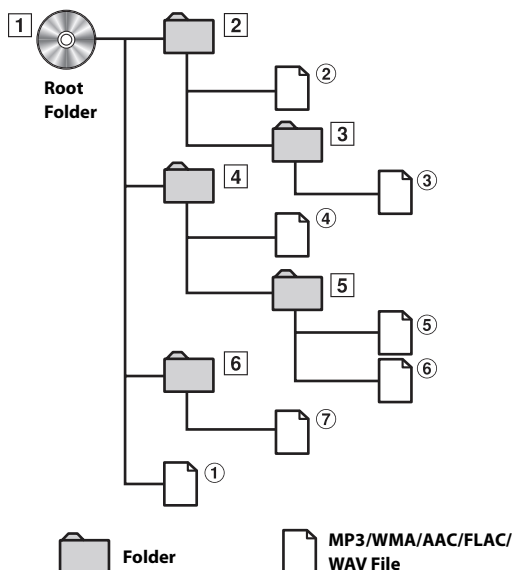 1
2
Root
Folder
②
3
③
4
④
5
⑤
⑥
6
⑦
①
Folder
MP3/WMA/AAC/FLAC/
WAV File